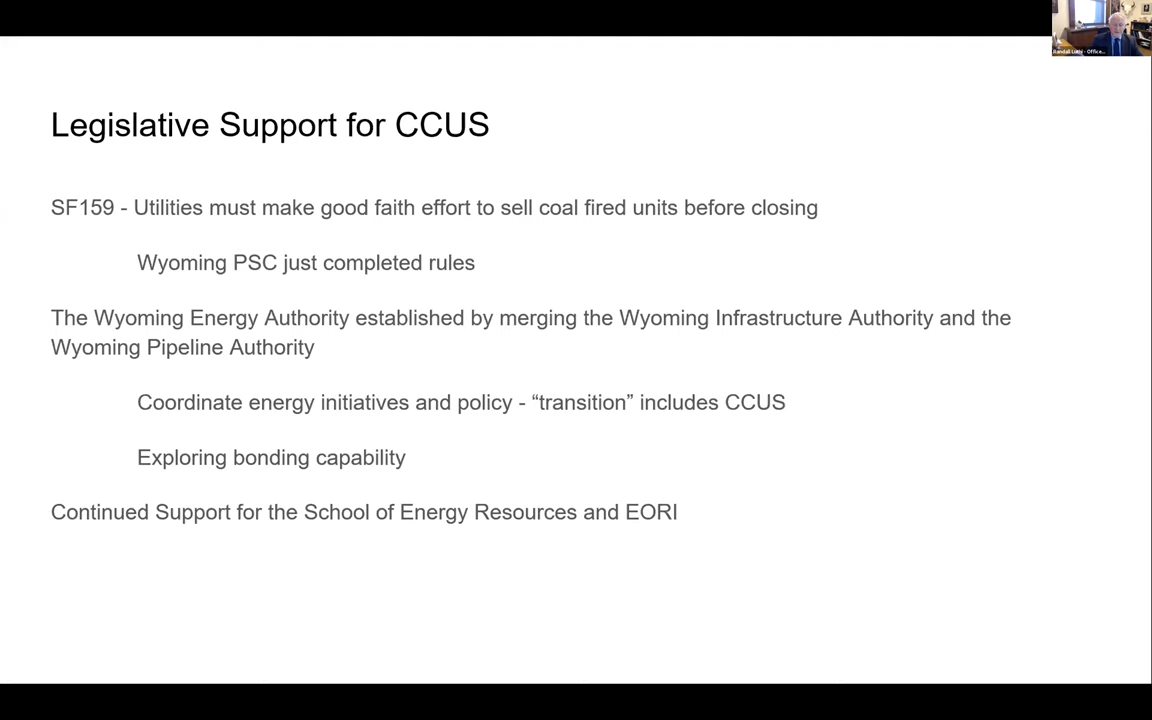 Randall Luthi - Office...
Legislative Support for CCUS
SF159 - Utilities must make good faith effort to sell coal fired units before closing
Wyoming PSC just completed rules
The Wyoming Energy Authority established by merging the Wyoming Infrastructure Authority and the
Wyoming Pipeline Authority
Coordinate energy initiatives and policy - “transition” includes CCUS
Exploring bonding capability
Continued Support for the School of Energy Resources and EORI